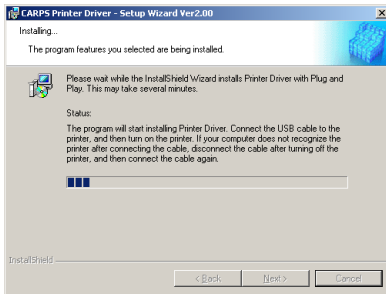 CARPS Printer Driver - Setup Wizard Ver2.00
Installing...
The program features you selected are being installed.
Please wait while the InstallShield Wizard installs Printer Driver with Plug and
Play. This may take several minutes.
Status:
The program will start installing Printer Driver. Connect the USB cable to the
printer, and then turn on the printer. If your computer does not recognize the
printer after connecting the cable, disconnect the cable after turning off the
printer, and then connect the cable again.
InstallShield
< Back Next > Cancel